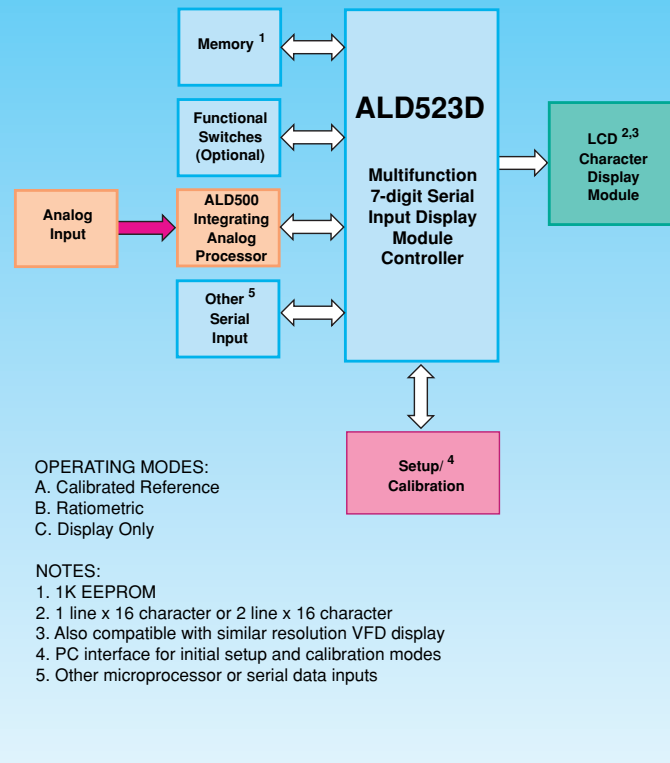 Memory 1
ALD523D
Functional
Switches
(Optional)
Multifunction
7-digit Serial
Input Display
Module
Controller
LCD 2,3
Character
Display
Module
Analog
Input
ALD500
Integrating
Analog
Processor
Other 5
Serial
Input
Setup/ 4
Calibration
OPERATING MODES:
A. Calibrated Reference
B. Ratiometric
C. Display Only
NOTES:
1. 1K EEPROM
2. 1 line x 16 character or 2 line x 16 character
3. Also compatible with similar resolution VFD display
4. PC interface for initial setup and calibration modes
5. Other microprocessor or serial data inputs